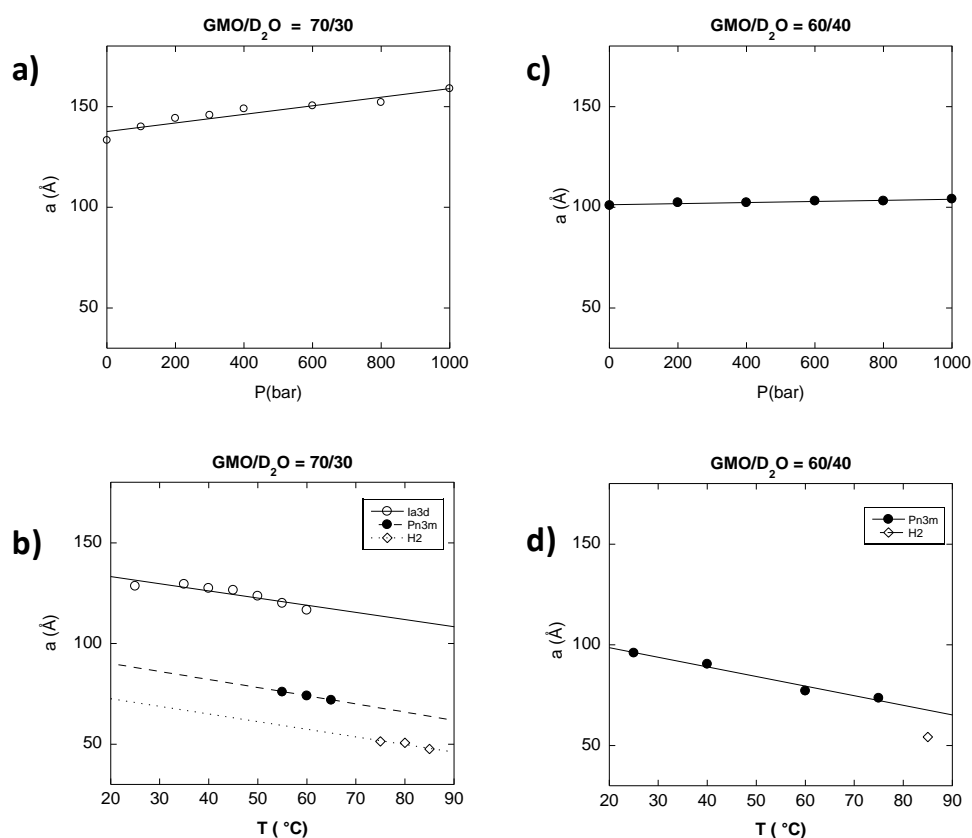 a)
GMO/D₂O = 70/30
150
100
50
a (Å)
0 200 400 600 800 1000
P(bar)
c)
GMO/D₂O = 60/40
150
100
50
a (Å)
0 200 400 600 800 1000
P(bar)
b)
GMO/D₂O = 70/30
Ia3d
Pn3m
H2
150
100
50
a (Å)
20 30 40 50 60 70 80 90
T ( °C)
d)
GMO/D₂O = 60/40
Pn3m
H2
150
100
50
a (Å)
20 30 40 50 60 70 80 90
T ( °C)